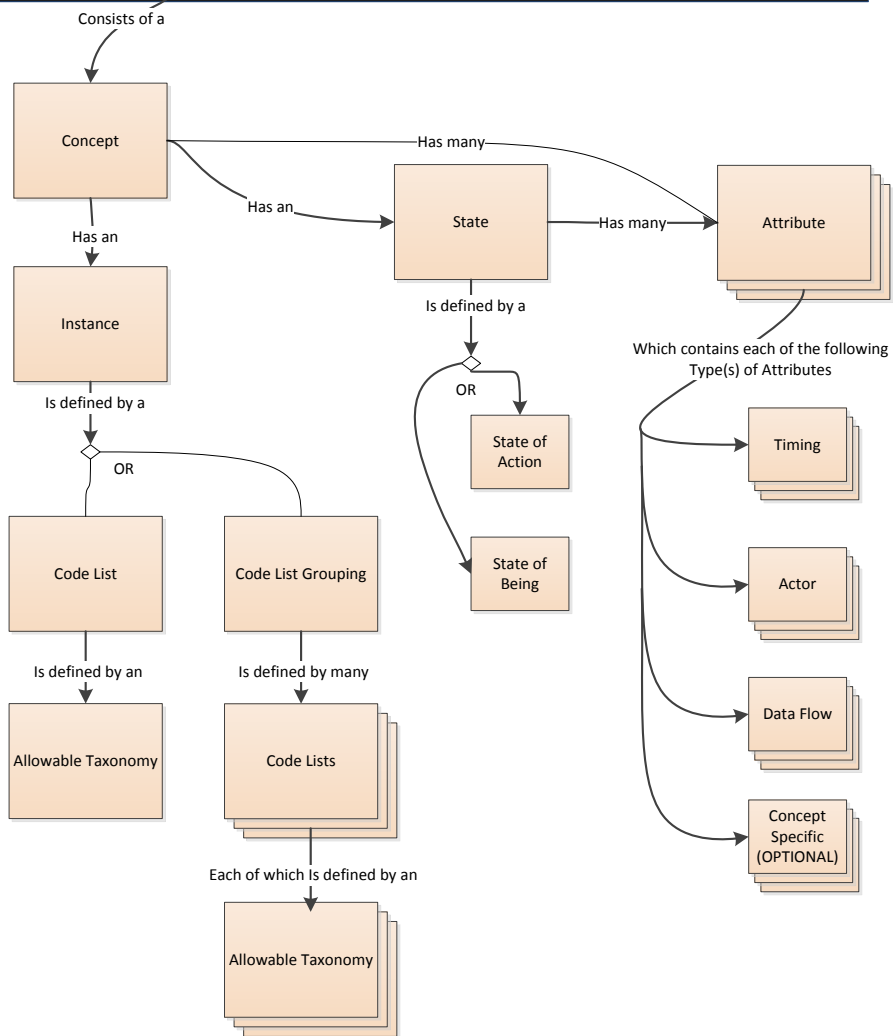 Consists of a
Concept
Has many
Has an
State
Has many
Attribute
Has an
Instance
Is defined by a
Which contains each of the following
Type(s) of Attributes
Is defined by a
OR
State of
Action
Timing
OR
Code List
Code List Grouping
State of
Being
Actor
Is defined by an
Is defined by many
Data Flow
Allowable Taxonomy
Code Lists
Concept
Specific
(OPTIONAL)
Each of which Is defined by an
Allowable Taxonomy